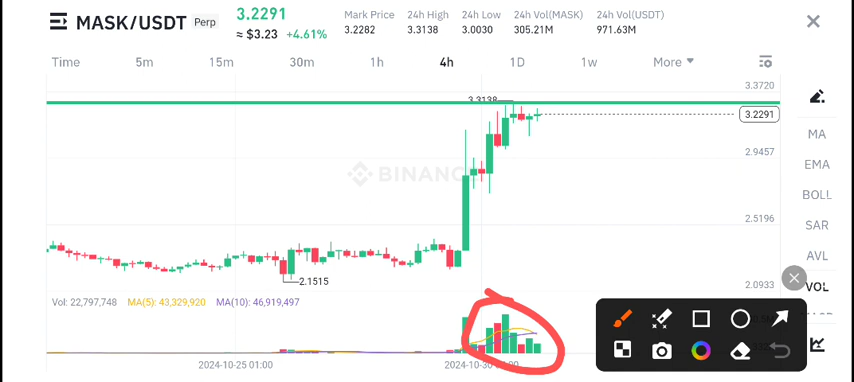 MASK/USDT Perp
3.2291
≈ $3.23 +4.61%
Mark Price
3.2282
24h High
3.3138
24h Low
3.0030
24h Vol(MASK)
305.21M
24h Vol(USDT)
971.63M
Time 5m 15m 30m 1h 4h 1D 1w More
3.3720
3.3138
3.2291
2.9457
BINANC
2.5196
2.1515
2.0933
MA
EMA
BOLL
SAR
AVL
VOL
Vol: 22,797,748 MA(5): 43,329,920 MA(10): 46,919,497
2024-10-25 01:00
2024-10-30